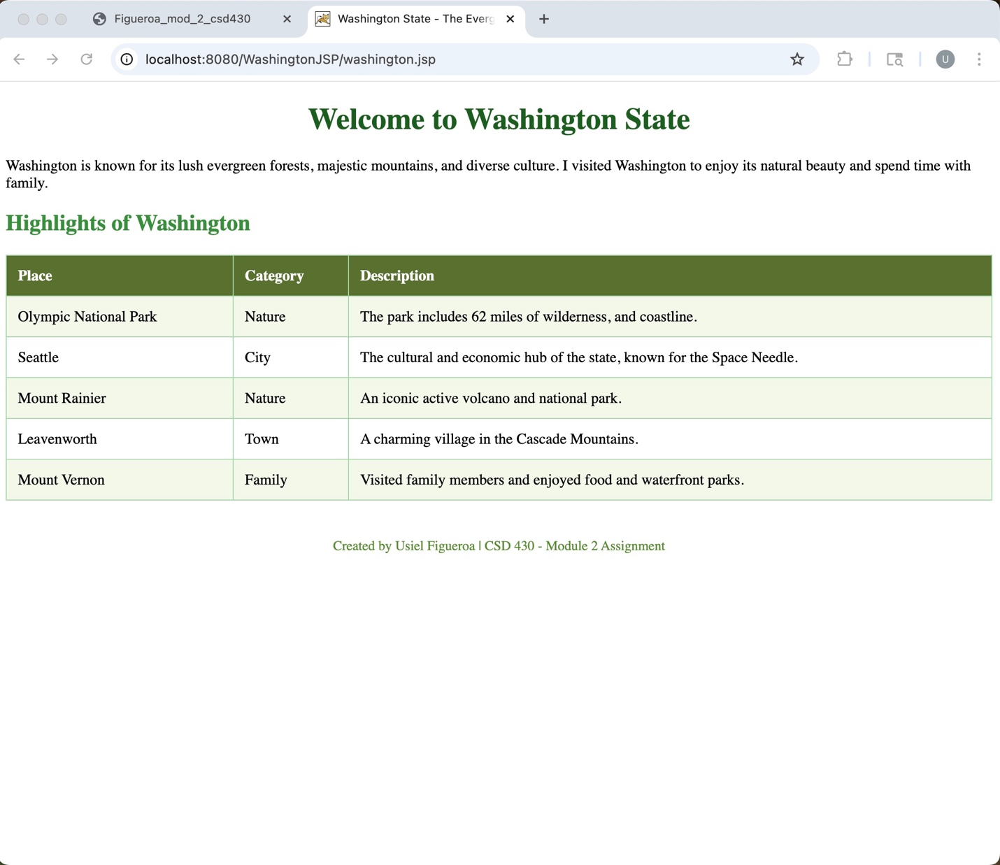 Figueroa_mod_2_csd430
Washington State - The Everg
localhost:8080/WashingtonJSP/washington.jsp
U
Welcome to Washington State
Washington is known for its lush evergreen forests, majestic mountains, and diverse culture. I visited Washington to enjoy its natural beauty and spend time with
family.
Highlights of Washington
Place Category Description
Olympic National Park Nature The park includes 62 miles of wilderness, and coastline.
Seattle City The cultural and economic hub of the state, known for the Space Needle.
Mount Rainier Nature An iconic active volcano and national park.
Leavenworth Town A charming village in the Cascade Mountains.
Mount Vernon Family Visited family members and enjoyed food and waterfront parks.
Created by Usiel Figueroa | CSD 430 - Module 2 Assignment